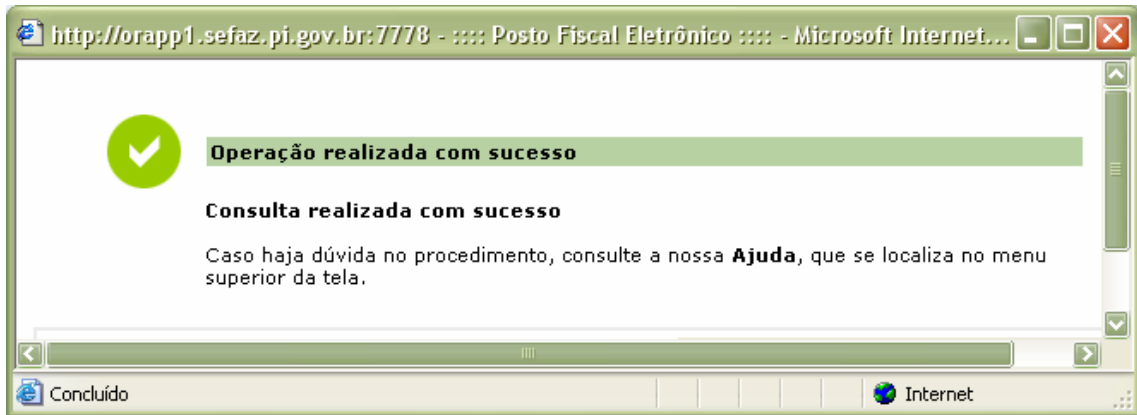 http://orapp1.sefaz.pi.gov.br:7778 - :::: Posto Fiscal Eletrônico :::: - Microsoft Internet...
Operação realizada com sucesso
Consulta realizada com sucesso
Caso haja dúvida no procedimento, consulte a nossa Ajuda, que se localiza no menu
superior da tela.
Concluído
Internet